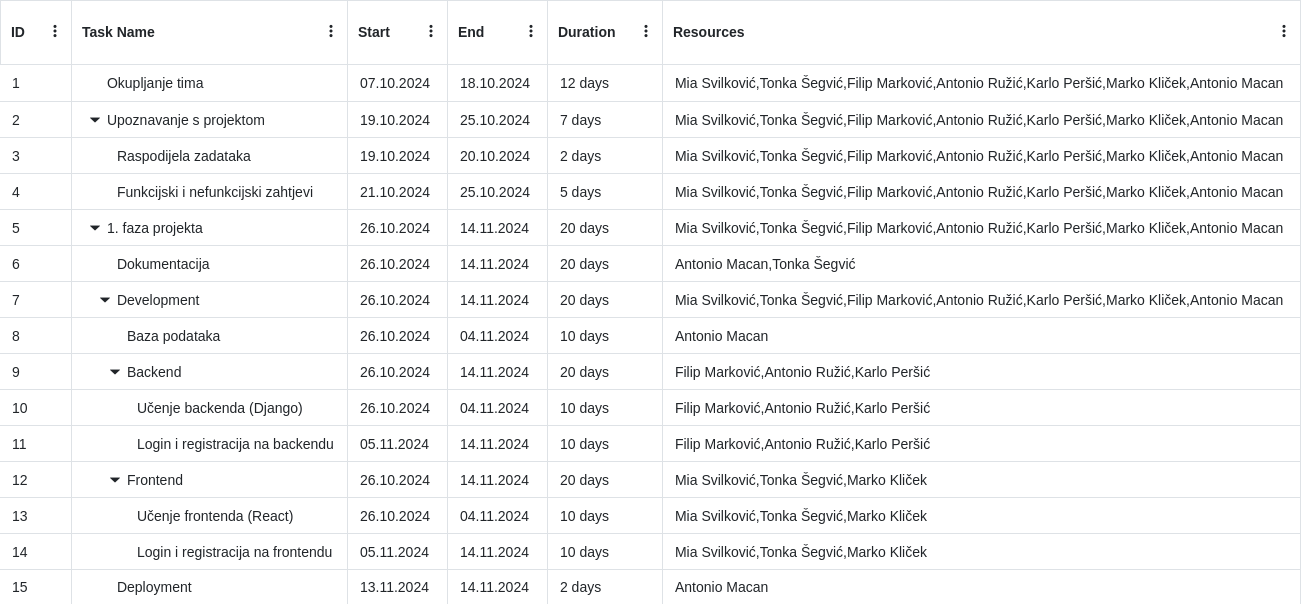 ID Task Name Start End Duration Resources
1 Okupljanje tima 07.10.2024 18.10.2024 12 days Mia Svilković,Tonka Šegvić,Filip Marković,Antonio Ružić,Karlo Peršić,Marko Kliček,Antonio Macan
2 Upoznavanje s projektom 19.10.2024 25.10.2024 7 days Mia Svilković,Tonka Šegvić,Filip Marković,Antonio Ružić,Karlo Peršić,Marko Kliček,Antonio Macan
3 Raspodijela zadataka 19.10.2024 20.10.2024 2 days Mia Svilković,Tonka Šegvić,Filip Marković,Antonio Ružić,Karlo Peršić,Marko Kliček,Antonio Macan
4 Funkcijski i nefunkcijski zahtjevi 21.10.2024 25.10.2024 5 days Mia Svilković,Tonka Šegvić,Filip Marković,Antonio Ružić,Karlo Peršić,Marko Kliček,Antonio Macan
5 1. faza projekta 26.10.2024 14.11.2024 20 days Mia Svilković,Tonka Šegvić,Filip Marković,Antonio Ružić,Karlo Peršić,Marko Kliček,Antonio Macan
6 Dokumentacija 26.10.2024 14.11.2024 20 days Antonio Macan,Tonka Šegvić
7 Development 26.10.2024 14.11.2024 20 days Mia Svilković,Tonka Šegvić,Filip Marković,Antonio Ružić,Karlo Peršić,Marko Kliček,Antonio Macan
8 Baza podataka 26.10.2024 04.11.2024 10 days Antonio Macan
9 Backend 26.10.2024 14.11.2024 20 days Filip Marković,Antonio Ružić,Karlo Peršić
10 Učenje backenda (Django) 26.10.2024 04.11.2024 10 days Filip Marković,Antonio Ružić,Karlo Peršić
11 Login i registracija na backendu 05.11.2024 14.11.2024 10 days Filip Marković,Antonio Ružić,Karlo Peršić
12 Frontend 26.10.2024 14.11.2024 20 days Mia Svilković,Tonka Šegvić,Marko Kliček
13 Učenje frontenda (React) 26.10.2024 04.11.2024 10 days Mia Svilković,Tonka Šegvić,Marko Kliček
14 Login i registracija na frontendu 05.11.2024 14.11.2024 10 days Mia Svilković,Tonka Šegvić,Marko Kliček
15 Deployment 13.11.2024 14.11.2024 2 days Antonio Macan